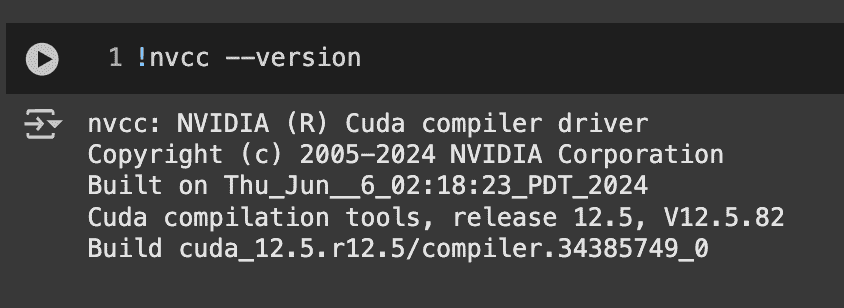 1 !nvcc --version
nvcc: NVIDIA (R) Cuda compiler driver
Copyright (c) 2005-2024 NVIDIA Corporation
Built on Thu_Jun__6_02:18:23_PDT_2024
Cuda compilation tools, release 12.5, V12.5.82
Build cuda_12.5.r12.5/compiler.34385749_0